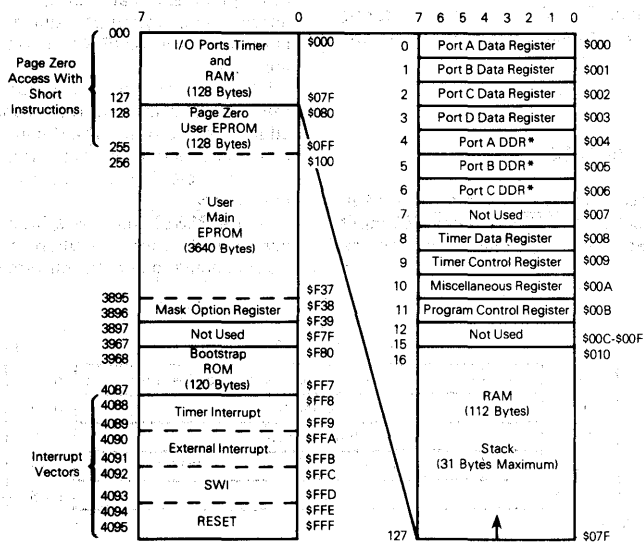 7 0
000
I/O Ports Timer and RAM (128 Bytes)
$000
Page Zero Access With Short Instructions
127 $07F
128 $080
Page Zero User EPROM (128 Bytes)
255 $0FF
256 $100
User Main EPROM (3640 Bytes)
3895 $F37
3896 Mask Option Register $F38
3897 $F39
Not Used
3967 $F7F
3968 $F80
Bootstrap ROM (120 Bytes)
4087 $FF7
4088 $FF8
Timer Interrupt
4089 $FF9
4090 $FFA
External Interrupt
4091 $FFB
4092 $FFC
SWI
4093 $FFD
4094 $FFE
RESET
4095 $FFF
Interrupt Vectors
7 6 5 4 3 2 1 0
0 Port A Data Register $000
1 Port B Data Register $001
2 Port C Data Register $002
3 Port D Data Register $003
4 Port A DDR* $004
5 Port B DDR* $005
6 Port C DDR* $006
7 Not Used $007
8 Timer Data Register $008
9 Timer Control Register $009
10 Miscellaneous Register $00A
11 Program Control Register $00B
12
15 Not Used $00C-$00F
16 $010
RAM
(112 Bytes)
Stack
(31 Bytes Maximum)
127 $07F